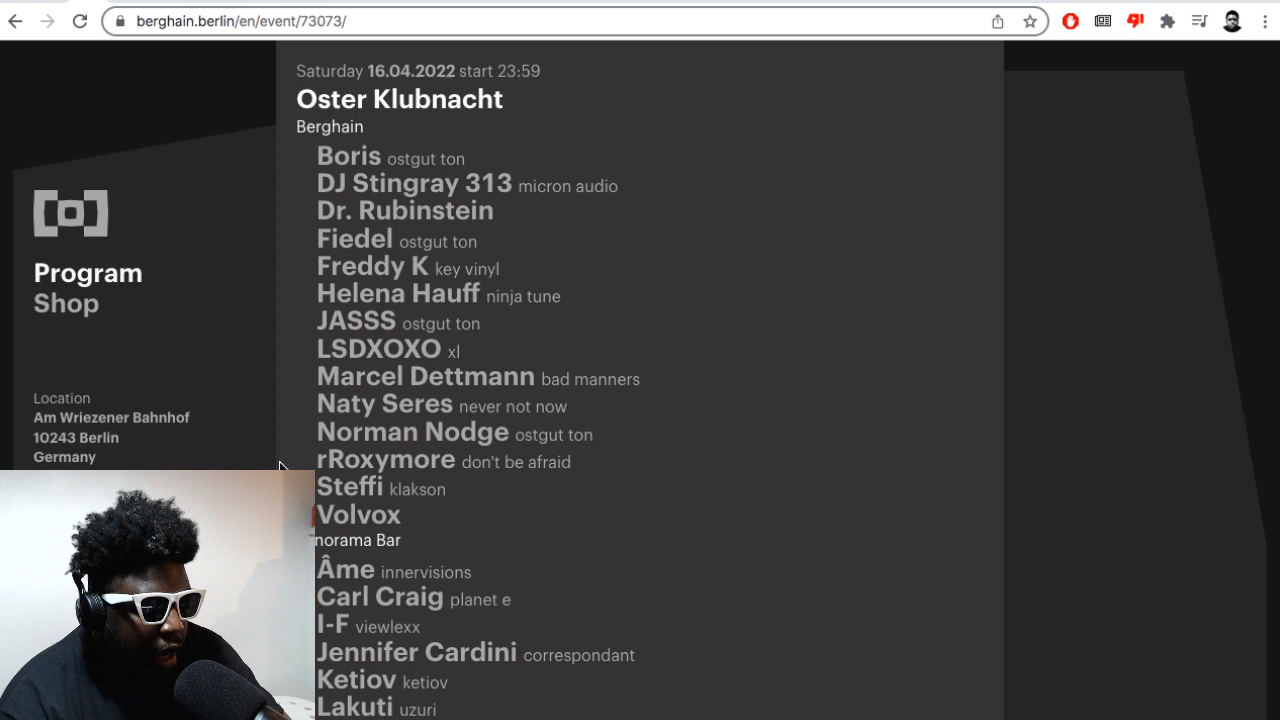 berghain.berlin/en/event/73073/
Saturday 16.04.2022 start 23:59
Oster Klubnacht
Berghain
Boris ostgut ton
DJ Stingray 313 micron audio
Dr. Rubinstein
Fiedel ostgut ton
Freddy K key vinyl
Helena Hauff ninja tune
JASSS ostgut ton
LSDXOXO xl
Marcel Dettmann bad manners
Naty Seres never not now
Norman Nodge ostgut ton
rRoxymore don't be afraid
Steffi klakson
Volvox
norama Bar
Âme innervisions
Carl Craig planet e
I-F viewlexx
Jennifer Cardini correspondant
Ketiov ketiov
Lakuti uzuri
Program
Shop
Location
Am Wriezener Bahnhof
10243 Berlin
Germany